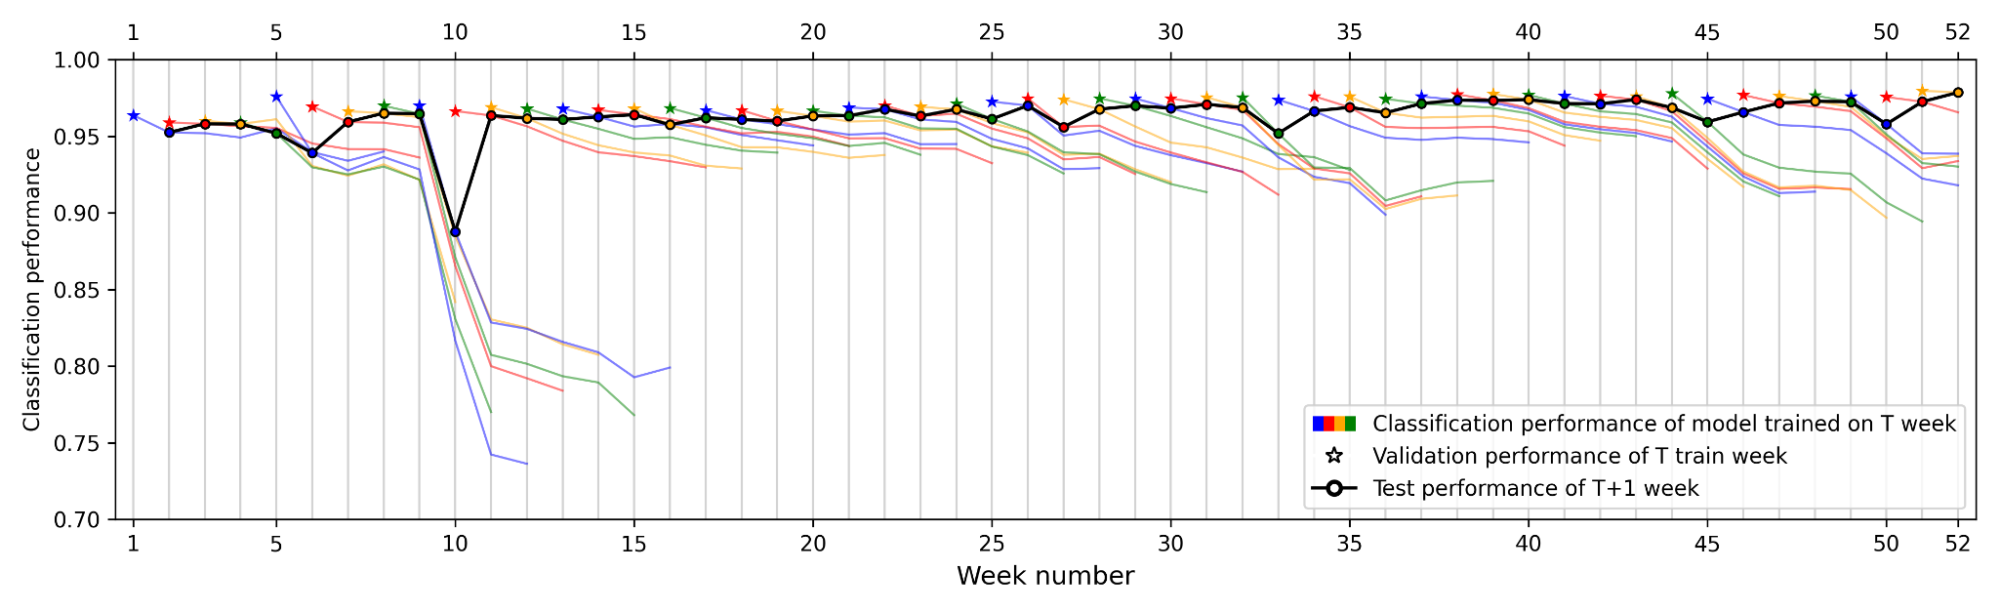 1 5 10 15 20 25 30 35 40 45 50 52
1.00
0.95
0.90
0.85
0.80
0.75
0.70
Classification performance
Classification performance of model trained on T week
Validation performance of T train week
Test performance of T+1 week
1 5 10 15 20 25 30 35 40 45 50 52
Week number